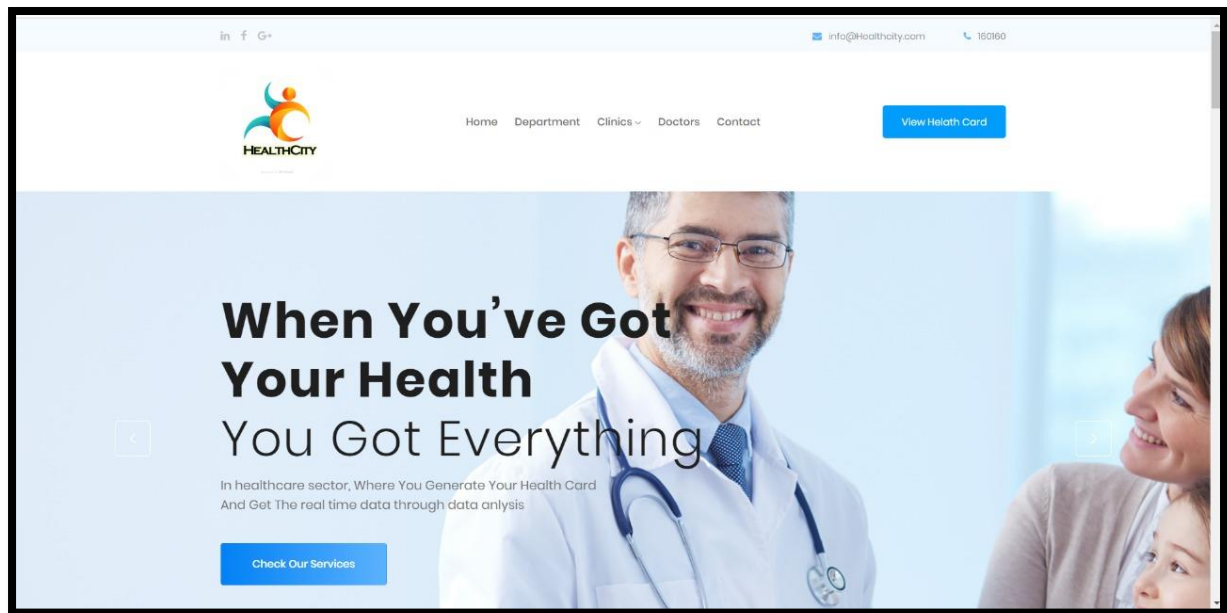 in f G+
info@Healthcity.com 160160
HEALTHCITY
Home Department Clinics Doctors Contact
View Helath Card
When You've Got
Your Health
You Got Everything
In healthcare sector, Where You Generate Your Health Card
And Get The real time data through data anlysis
Check Our Services